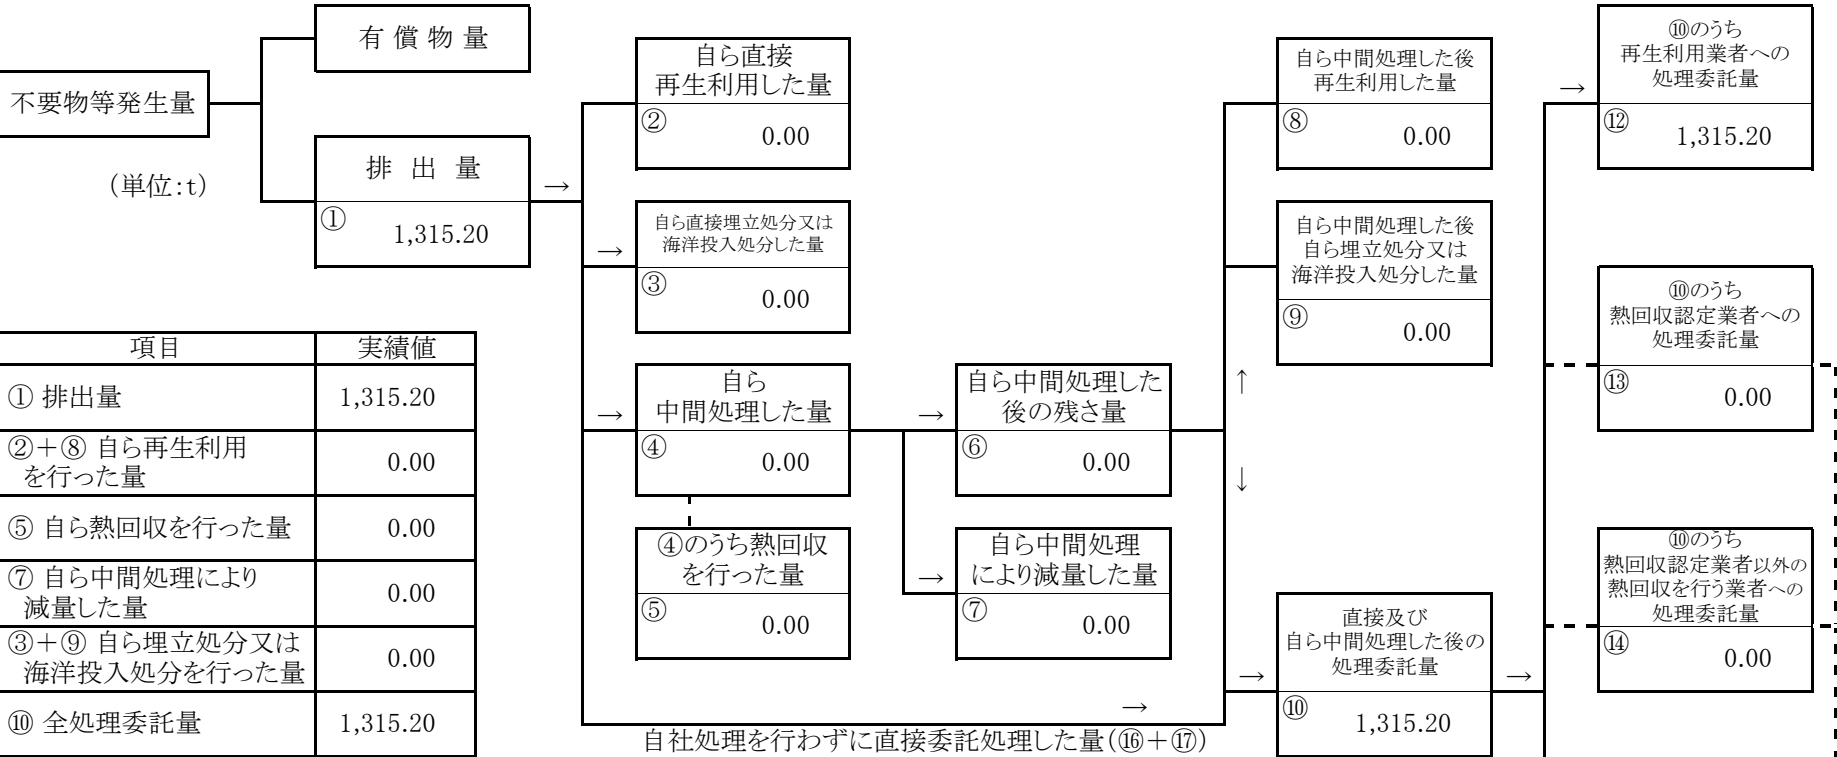 有 償 物 量
不要物等発生量
(単位:t)
排 出 量
→
①
1,315.20
自ら直接
再生利用した量
②
0.00
→
自ら直接埋立処分又は
海洋投入処分した量
③
0.00
→
自ら
中間処理した量
④
0.00
④のうち熱回収
を行った量
⑤
0.00
→
自ら中間処理した
後の残さ量
⑥
0.00
→
自ら中間処理
により減量した量
⑦
0.00
→
自社処理を行わずに直接委託処理した量(⑯+⑰)
自ら中間処理した後
再生利用した量
⑧
0.00
自ら中間処理した後
自ら埋立処分又は
海洋投入処分した量
⑨
0.00
↑
↓
→
直接及び
自ら中間処理した後の
処理委託量
⑩
1,315.20
→
→
⑩のうち
再生利用業者への
処理委託量
⑫
1,315.20
⑩のうち
熱回収認定業者への
処理委託量
⑬
0.00
⑩のうち
熱回収認定業者以外の
熱回収を行う業者への
処理委託量
⑭
0.00
項目 実績値
① 排出量 1,315.20
②+⑧ 自ら再生利用
を行った量 0.00
⑤ 自ら熱回収を行った量 0.00
⑦ 自ら中間処理により
減量した量 0.00
③+⑨ 自ら埋立処分又は
海洋投入処分を行った量 0.00
⑩ 全処理委託量 1,315.20